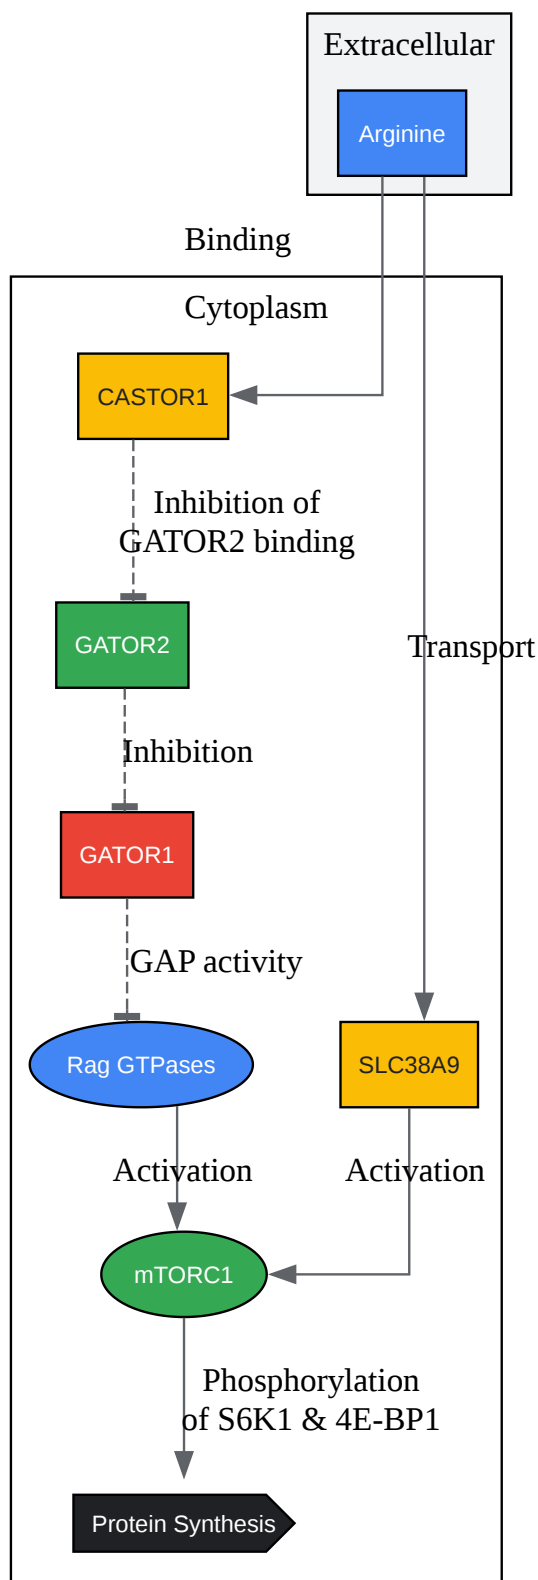 Extracellular
Arginine
Binding
Cytoplasm
CASTOR1
Inhibition of
GATOR2 binding
GATOR2
Transport
Inhibition
GATOR1
GAP activity
Rag GTPases
SLC38A9
Activation
Activation
mTORC1
Phosphorylation
of S6K1 & 4E-BP1
Protein Synthesis